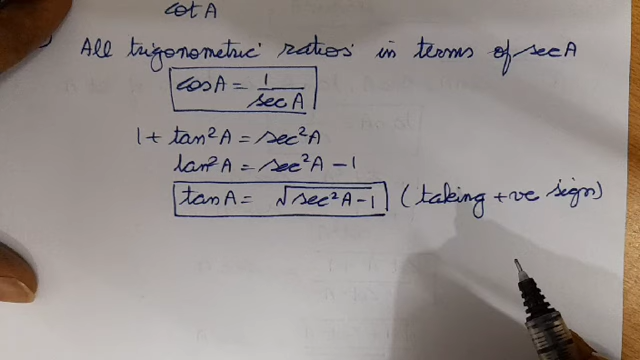 cot A
All trigonometric ratios in terms of sec A
cos A = 1/sec A
1 + tan²A = sec²A
tan²A = sec²A - 1
tan A = √sec²A-1 (taking +ve sign)